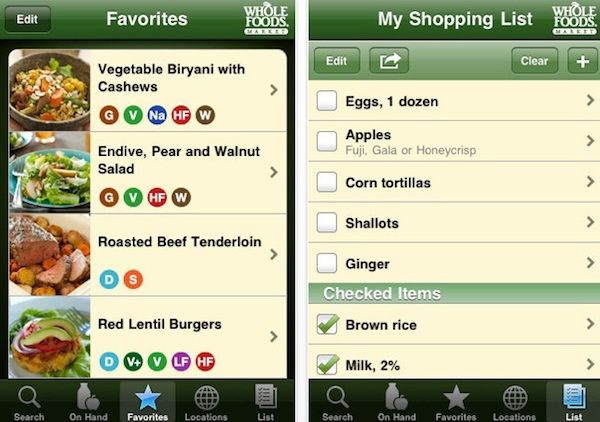 Edit
Favorites
WHOLE
FOODS
MARKET
Vegetable Biryani with
Cashews
G V Na HF W
Endive, Pear and Walnut
Salad
G V HF W
Roasted Beef Tenderloin
D S
Red Lentil Burgers
D V+ V LF HF
Search On Hand Favorites Locations List
My Shopping List
WHOLE
FOODS
MARKET
Edit Clear +
Eggs, 1 dozen
Apples
Fuji, Gala or Honeycrisp
Corn tortillas
Shallots
Ginger
Checked Items
Brown rice
Milk, 2%
Search On Hand Favorites Locations List